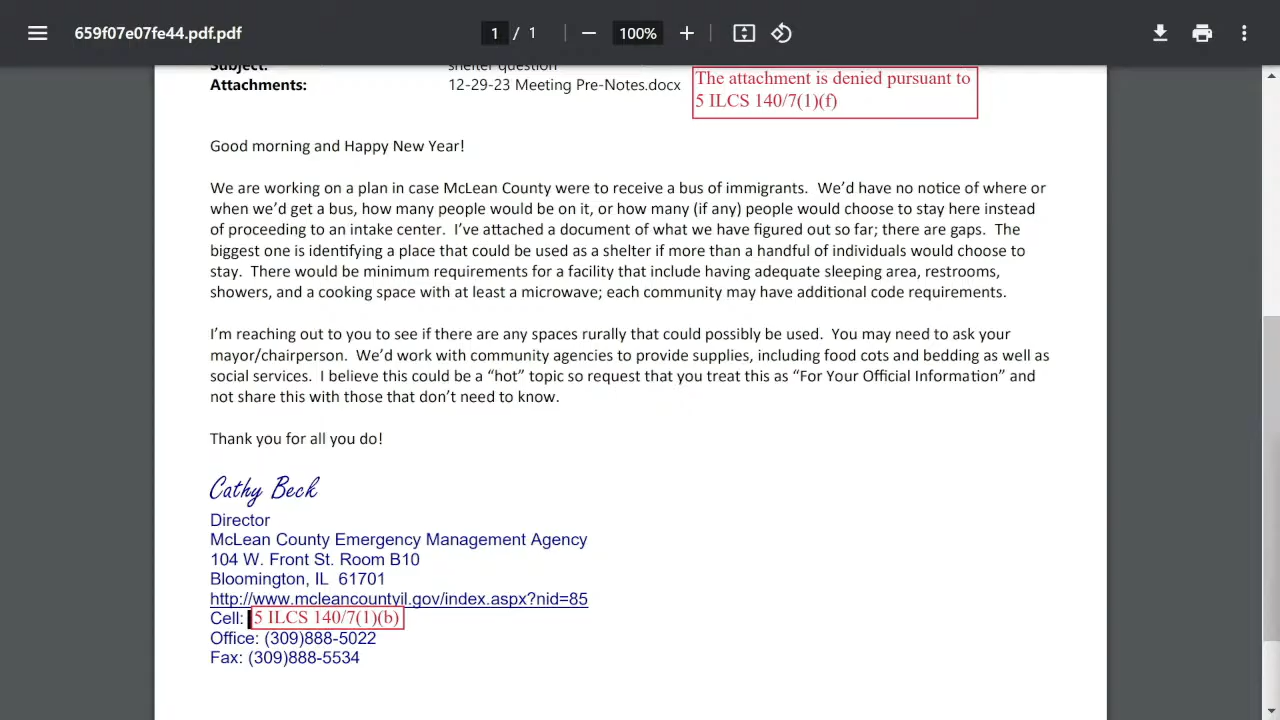 659f07e07fe44.pdf.pdf
1 / 1
100%
Subject: shelter question
Attachments: 12-29-23 Meeting Pre-Notes.docx
The attachment is denied pursuant to
5 ILCS 140/7(1)(f)
Good morning and Happy New Year!
We are working on a plan in case McLean County were to receive a bus of immigrants.  We'd have no notice of where or
when we'd get a bus, how many people would be on it, or how many (if any) people would choose to stay here instead
of proceeding to an intake center.  I've attached a document of what we have figured out so far; there are gaps.  The
biggest one is identifying a place that could be used as a shelter if more than a handful of individuals would choose to
stay.  There would be minimum requirements for a facility that include having adequate sleeping area, restrooms,
showers, and a cooking space with at least a microwave; each community may have additional code requirements.
I'm reaching out to you to see if there are any spaces rurally that could possibly be used.  You may need to ask your
mayor/chairperson.  We'd work with community agencies to provide supplies, including food cots and bedding as well as
social services.  I believe this could be a "hot" topic so request that you treat this as "For Your Official Information" and
not share this with those that don't need to know.
Thank you for all you do!
Cathy Beck
Director
McLean County Emergency Management Agency
104 W. Front St. Room B10
Bloomington, IL  61701
http://www.mcleancountyil.gov/index.aspx?nid=85
Cell: 5 ILCS 140/7(1)(b)
Office: (309)888-5022
Fax: (309)888-5534